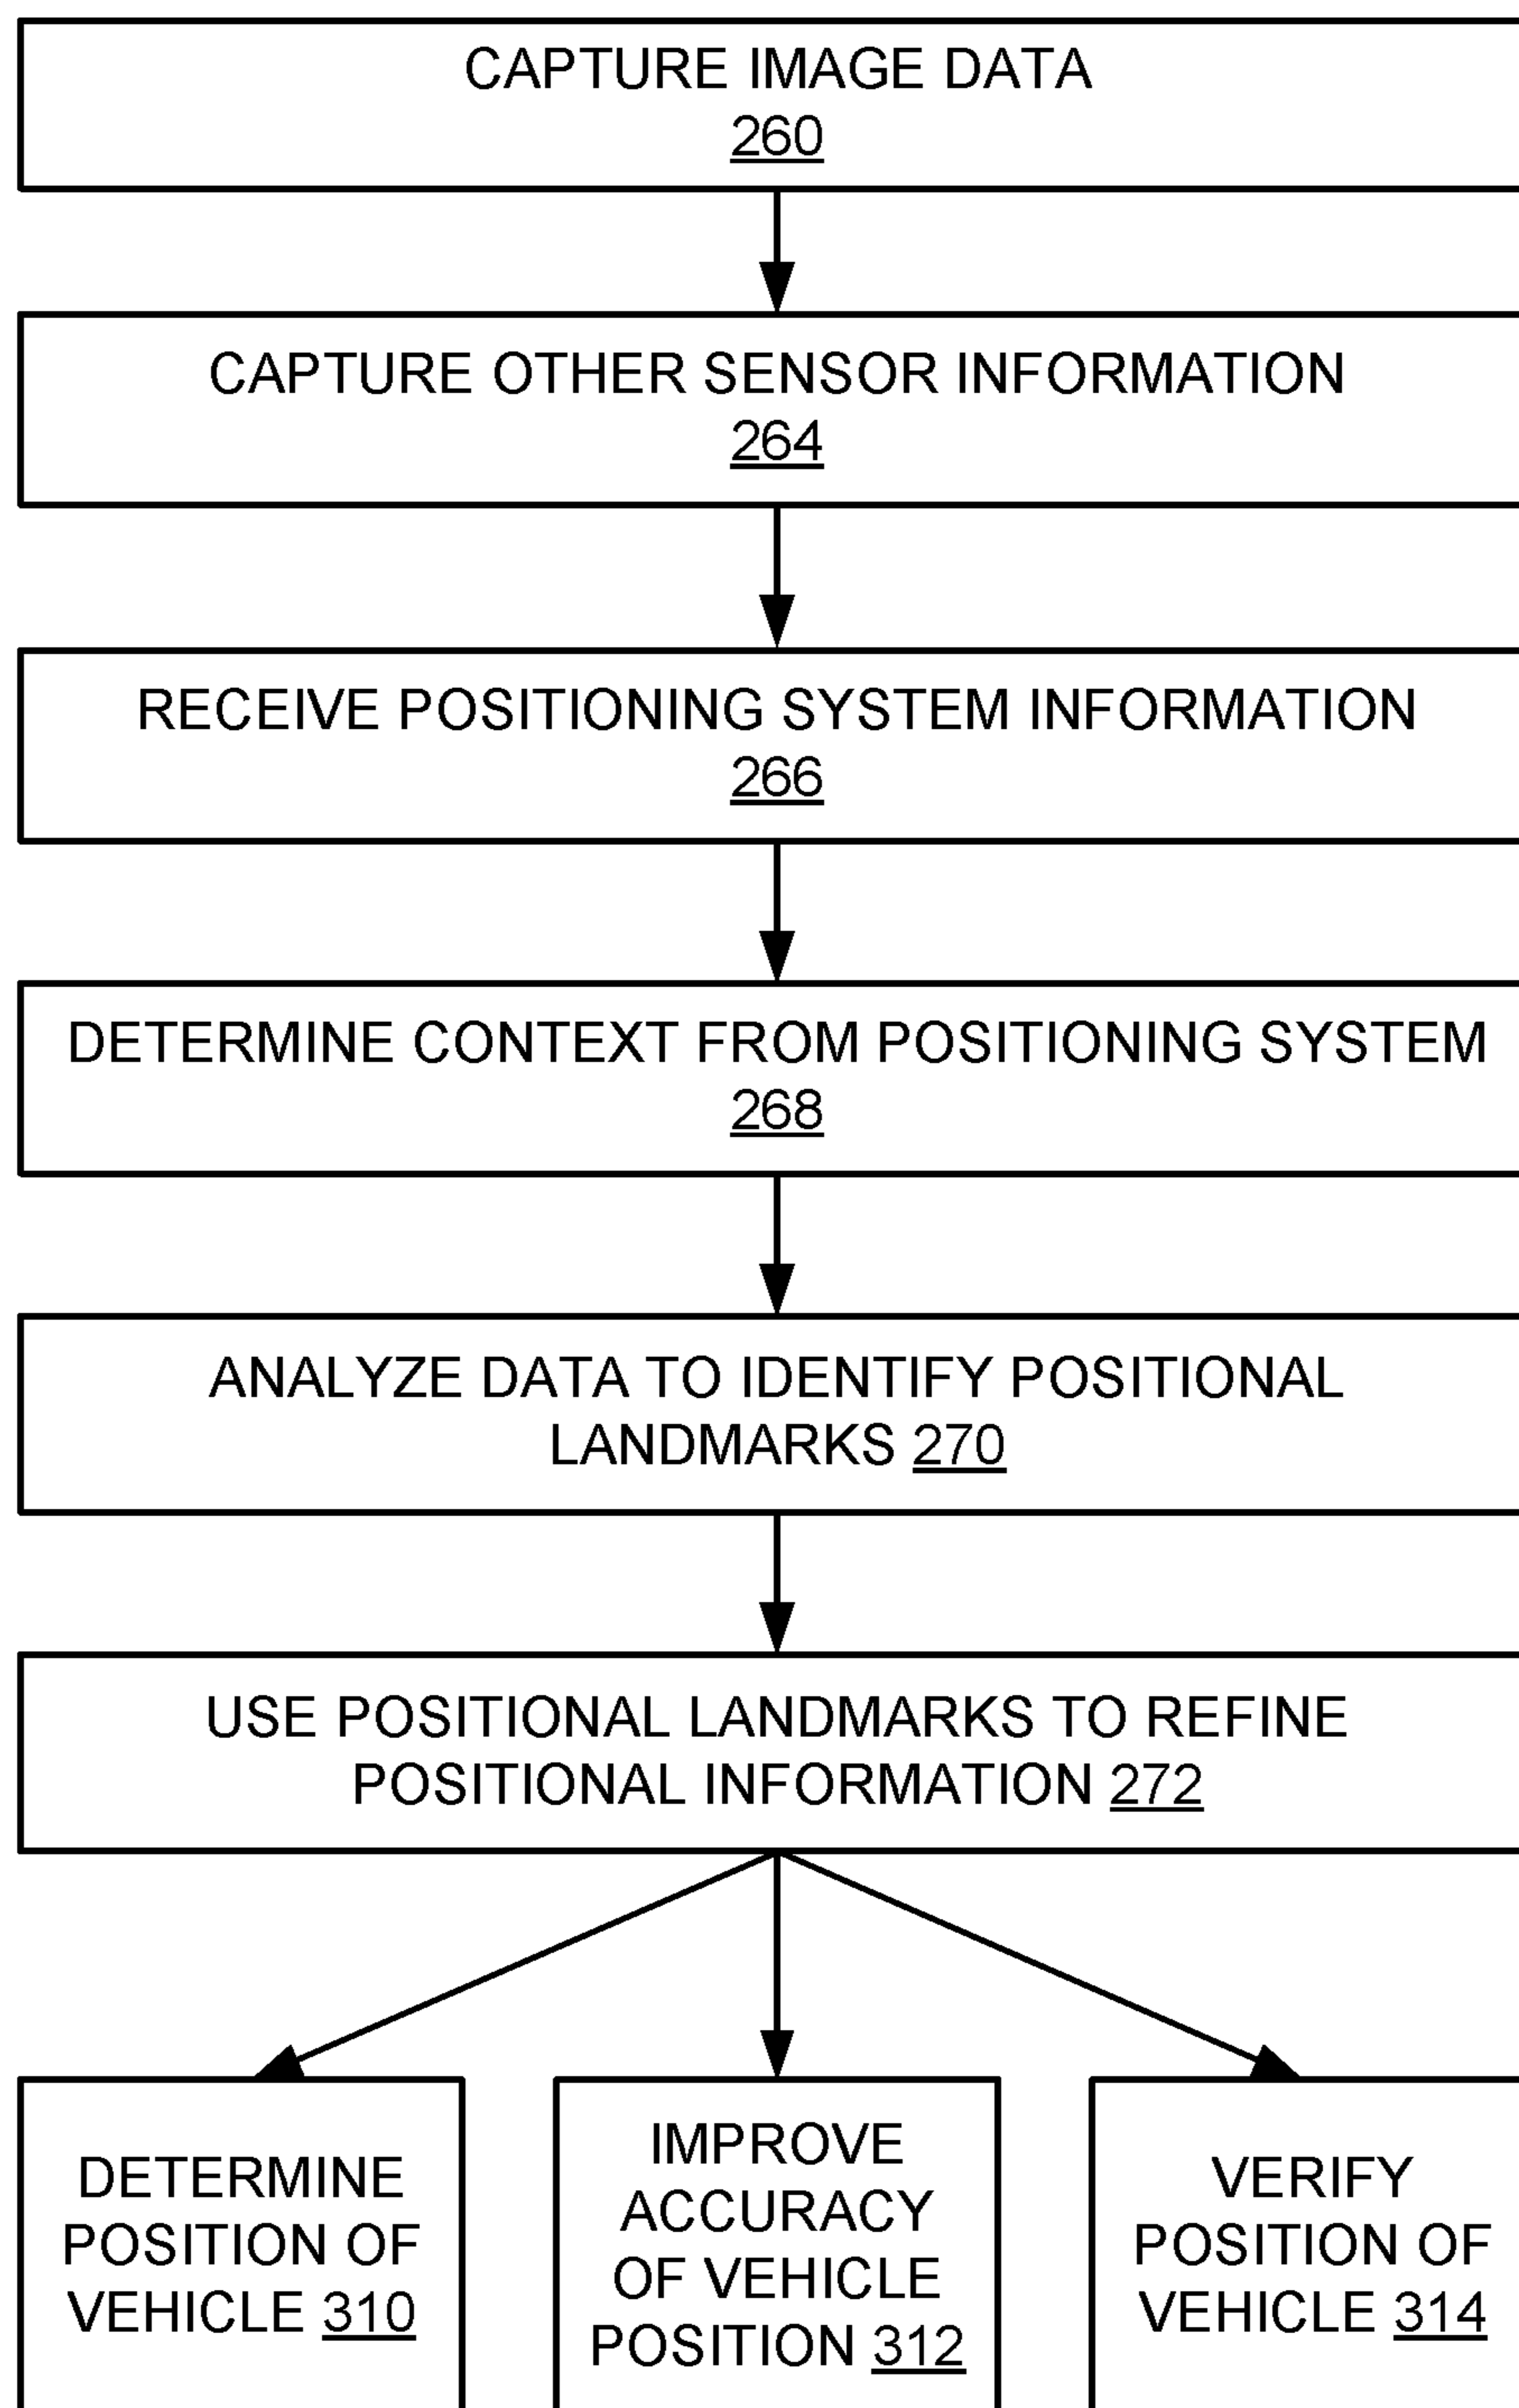 CAPTURE IMAGE DATA
260
CAPTURE OTHER SENSOR INFORMATION
264
RECEIVE POSITIONING SYSTEM INFORMATION
266
DETERMINE CONTEXT FROM POSITIONING SYSTEM
268
ANALYZE DATA TO IDENTIFY POSITIONAL
LANDMARKS 270
USE POSITIONAL LANDMARKS TO REFINE
POSITIONAL INFORMATION 272
DETERMINE
POSITION OF
VEHICLE 310
IMPROVE
ACCURACY
OF VEHICLE
POSITION 312
VERIFY
POSITION OF
VEHICLE 314